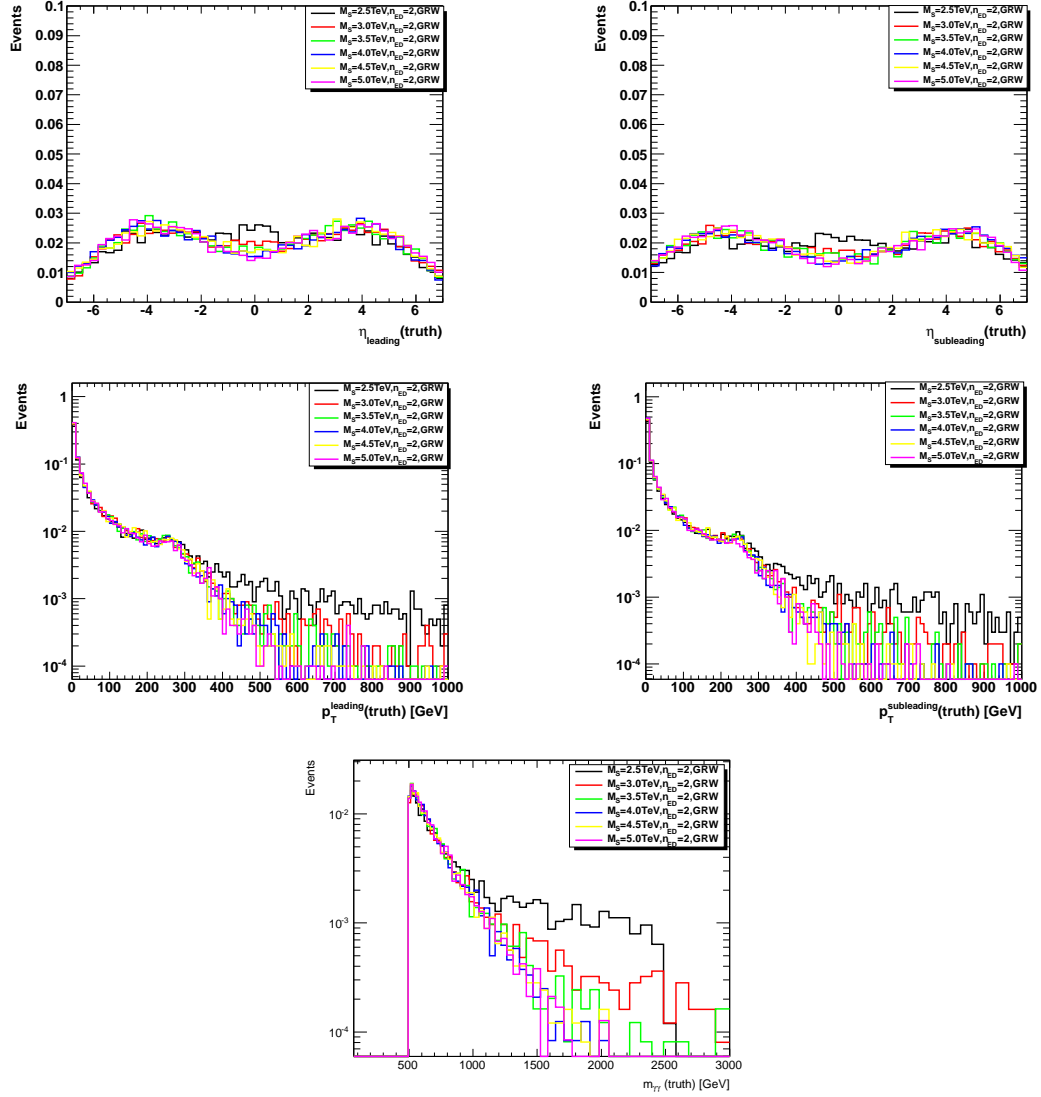 Events
M_S=2.5TeV,n_ED=2,GRW
M_S=3.0TeV,n_ED=2,GRW
M_S=3.5TeV,n_ED=2,GRW
M_S=4.0TeV,n_ED=2,GRW
M_S=4.5TeV,n_ED=2,GRW
M_S=5.0TeV,n_ED=2,GRW
0.1
0.09
0.08
0.07
0.06
0.05
0.04
0.03
0.02
0.01
0
-6 -4 -2 0 2 4 6
η_leading(truth)
Events
M_S=2.5TeV,n_ED=2,GRW
M_S=3.0TeV,n_ED=2,GRW
M_S=3.5TeV,n_ED=2,GRW
M_S=4.0TeV,n_ED=2,GRW
M_S=4.5TeV,n_ED=2,GRW
M_S=5.0TeV,n_ED=2,GRW
0.1
0.09
0.08
0.07
0.06
0.05
0.04
0.03
0.02
0.01
0
-6 -4 -2 0 2 4 6
η_subleading(truth)
Events
M_S=2.5TeV,n_ED=2,GRW
M_S=3.0TeV,n_ED=2,GRW
M_S=3.5TeV,n_ED=2,GRW
M_S=4.0TeV,n_ED=2,GRW
M_S=4.5TeV,n_ED=2,GRW
M_S=5.0TeV,n_ED=2,GRW
1
10^-1
10^-2
10^-3
10^-4
0 100 200 300 400 500 600 700 800 900 1000
p_T^leading(truth) [GeV]
Events
M_S=2.5TeV,n_ED=2,GRW
M_S=3.0TeV,n_ED=2,GRW
M_S=3.5TeV,n_ED=2,GRW
M_S=4.0TeV,n_ED=2,GRW
M_S=4.5TeV,n_ED=2,GRW
M_S=5.0TeV,n_ED=2,GRW
1
10^-1
10^-2
10^-3
10^-4
0 100 200 300 400 500 600 700 800 900 1000
p_T^subleading(truth) [GeV]
Events
M_S=2.5TeV,n_ED=2,GRW
M_S=3.0TeV,n_ED=2,GRW
M_S=3.5TeV,n_ED=2,GRW
M_S=4.0TeV,n_ED=2,GRW
M_S=4.5TeV,n_ED=2,GRW
M_S=5.0TeV,n_ED=2,GRW
10^-2
10^-3
10^-4
500 1000 1500 2000 2500 3000
m_γγ (truth) [GeV]